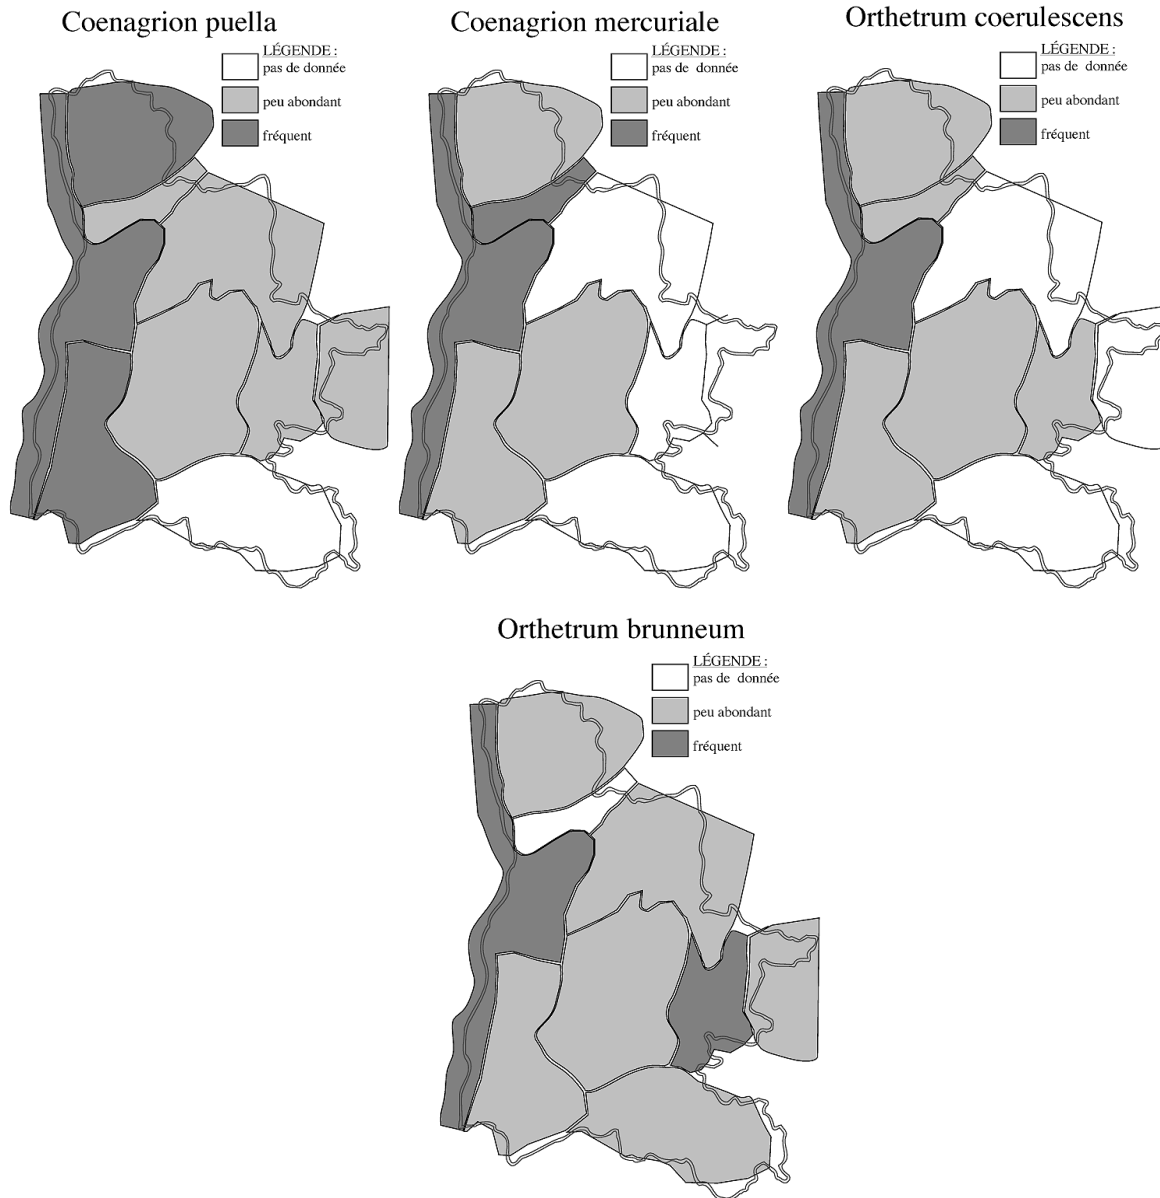 Coenagrion puella
LÉGENDE :
pas de donnée
peu abondant
fréquent
Coenagrion mercuriale
LÉGENDE :
pas de donnée
peu abondant
fréquent
Orthetrum coerulescens
LÉGENDE :
pas de donnée
peu abondant
fréquent
Orthetrum brunneum
LÉGENDE :
pas de donnée
peu abondant
fréquent